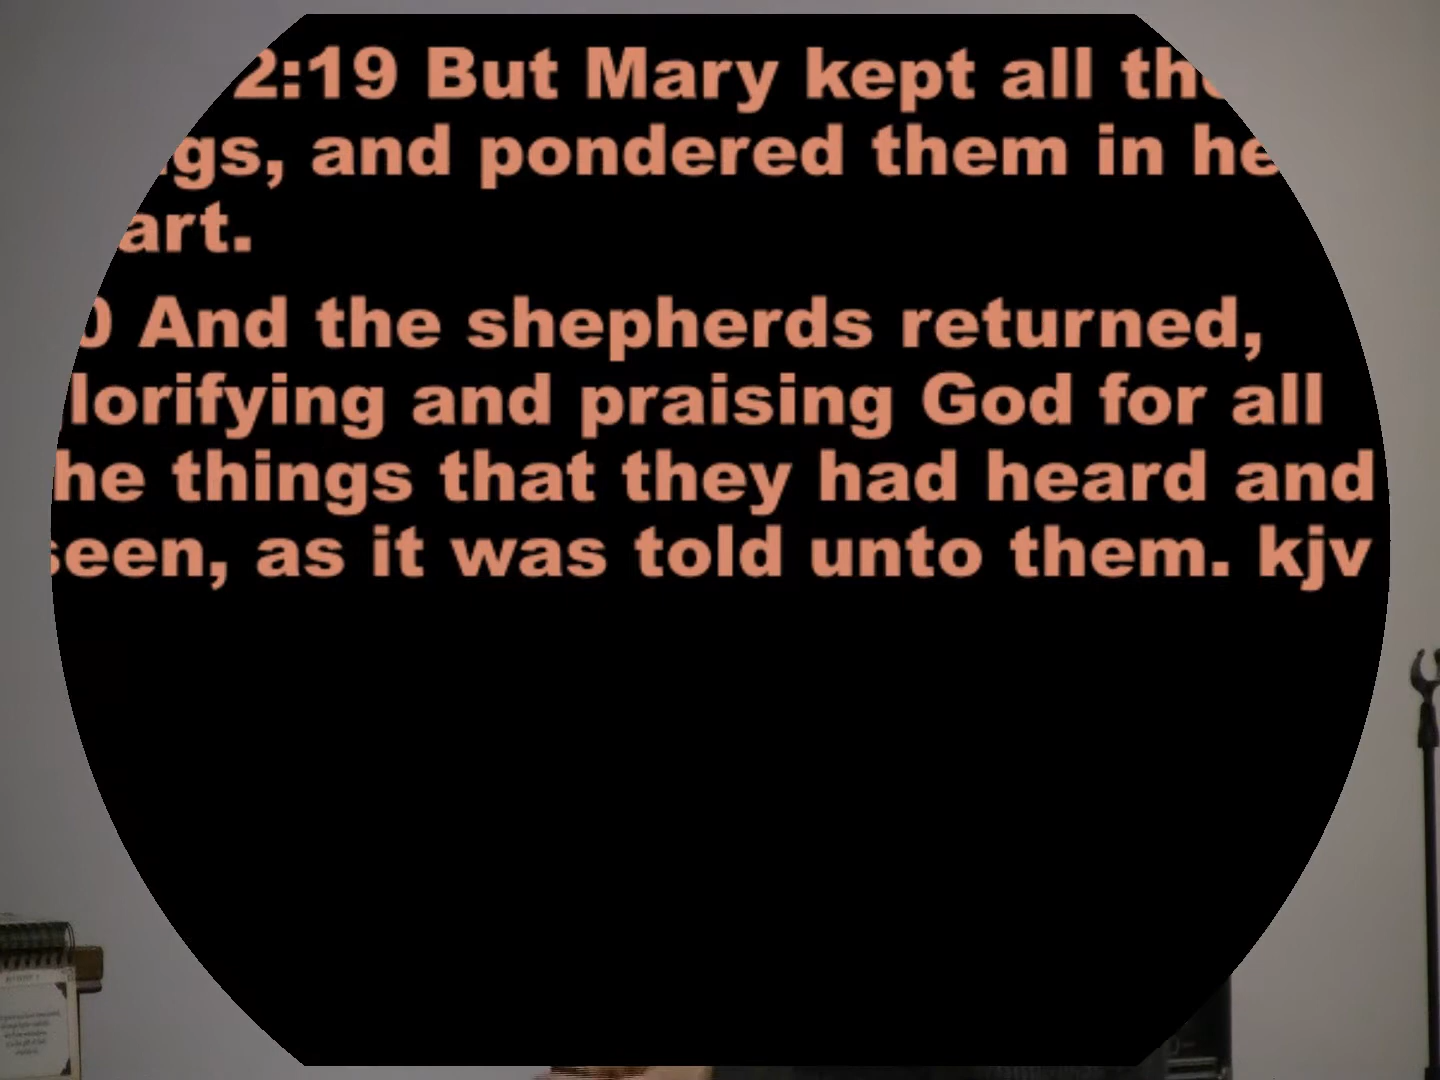 2:19 But Mary kept all the
gs, and pondered them in he
art.
0 And the shepherds returned,
lorifying and praising God for all
he things that they had heard and
seen, as it was told unto them. kjv